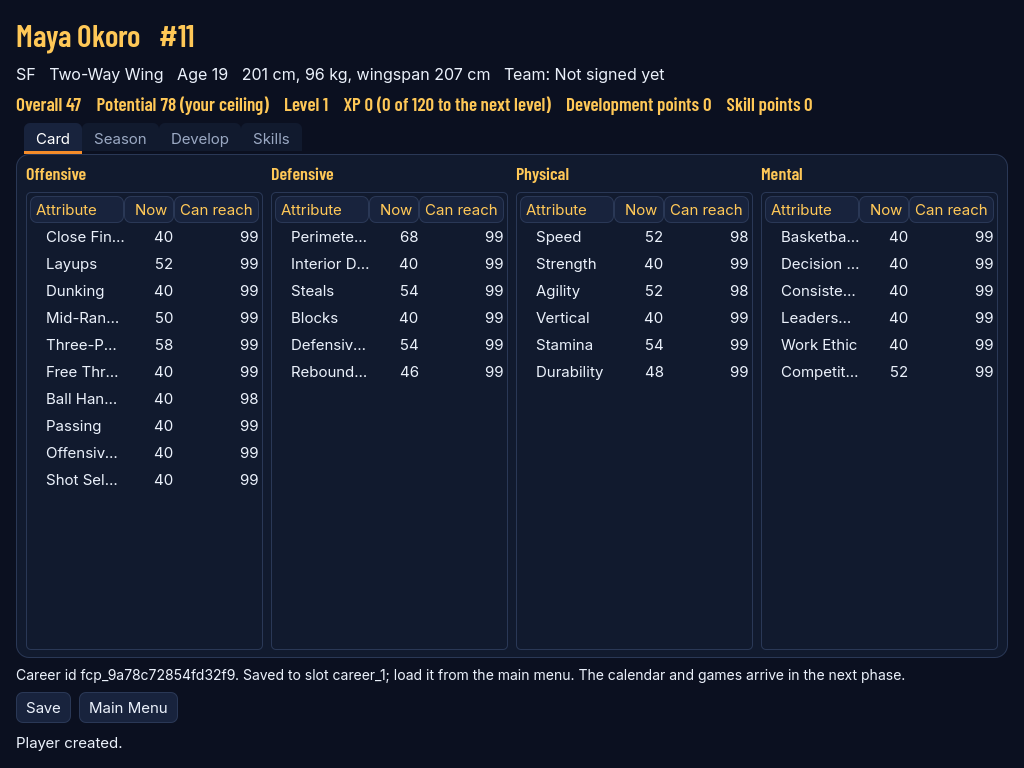 Maya Okoro #11
SF Two-Way Wing Age 19 201 cm, 96 kg, wingspan 207 cm Team: Not signed yet
Overall 47 Potential 78 (your ceiling) Level 1 XP 0 (0 of 120 to the next level) Development points 0 Skill points 0
Card Season Develop Skills
Offensive
Attribute Now Can reach
Close Fin... 40 99
Layups 52 99
Dunking 40 99
Mid-Ran... 50 99
Three-P... 58 99
Free Thr... 40 99
Ball Han... 40 98
Passing 40 99
Offensiv... 40 99
Shot Sel... 40 99
Defensive
Attribute Now Can reach
Perimete... 68 99
Interior D... 40 99
Steals 54 99
Blocks 40 99
Defensiv... 54 99
Rebound... 46 99
Physical
Attribute Now Can reach
Speed 52 98
Strength 40 99
Agility 52 98
Vertical 40 99
Stamina 54 99
Durability 48 99
Mental
Attribute Now Can reach
Basketba... 40 99
Decision ... 40 99
Consiste... 40 99
Leaders... 40 99
Work Ethic 40 99
Competit... 52 99
Career id fcp_9a78c72854fd32f9. Saved to slot career_1; load it from the main menu. The calendar and games arrive in the next phase.
Save Main Menu
Player created.